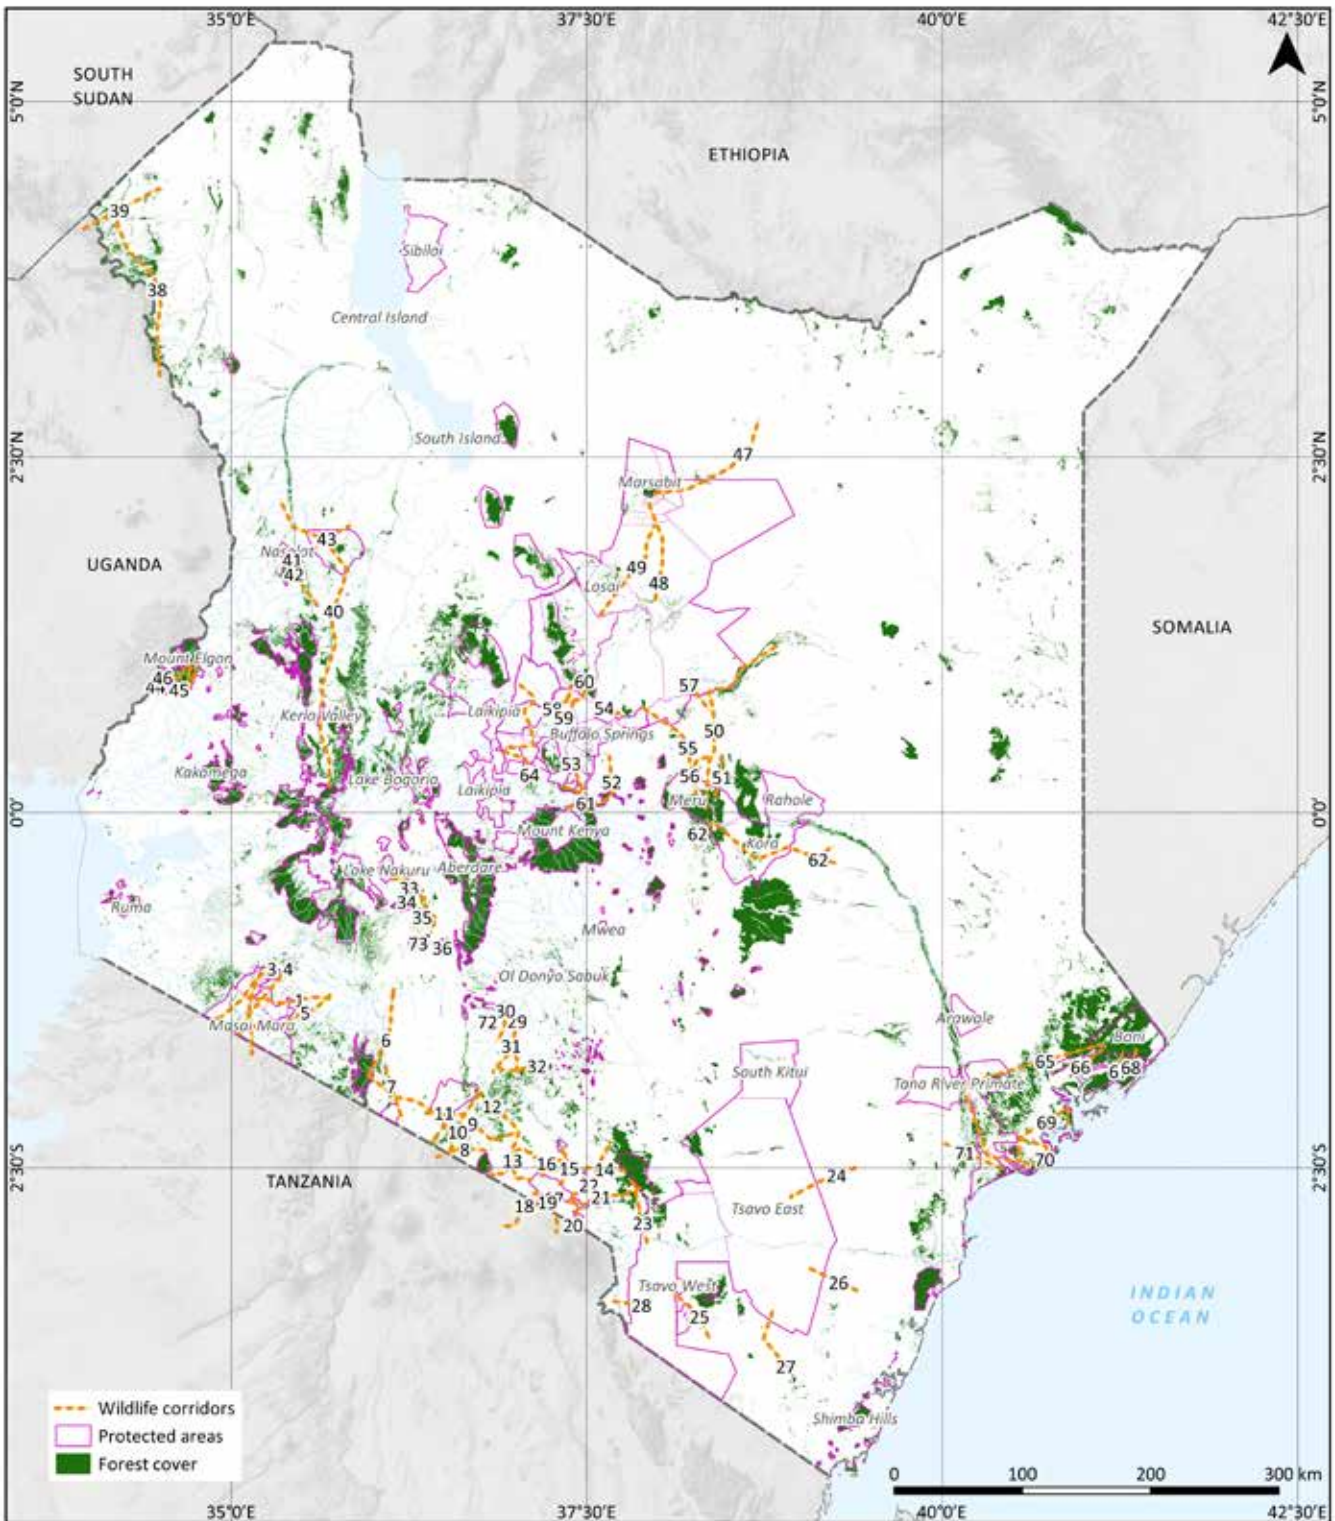 35°0'E 37°30'E 40°0'E 42°30'E
SOUTH
SUDAN
5°0'N 5°0'N
ETHIOPIA
39
Sibiloi
38
Central Island
South Island
2°30'N 2°30'N
47
Marsabit
43
41
42
UGANDA
49
48
Losai
40
SOMALIA
Mount Elgon
46
45
60
57
58
59
54
Laikipia
Keria Valley
50
Buffalo Springs
55
53
64
56
51
52
Kakamega
Lake Bogoria
Laikipia
61
Meru
Rahole
0°0' 0°0'
Mount Kenya
62
Kora
62
Lake Nakuru
Aberdare
33
34
35
Ruma
Mwea
73
36
3 4
Ol Donyo Sabuk
1
5
Masai Mara
30
72
29
Arawale
6
31
32
Boni
65
66
68
7
South Kitui
Tana River Primate
12
11
9
10
8
69
71
70
2°30'S 2°30'S
13
16
15
14
24
TANZANIA
22
21
18
19
20
23
Tsavo East
26
Tsavo West
28
25
INDIAN
OCEAN
27
Shimba Hills
Wildlife corridors
Protected areas
Forest cover
0 100 200 300 km
35°0'E 37°30'E 40°0'E 42°30'E